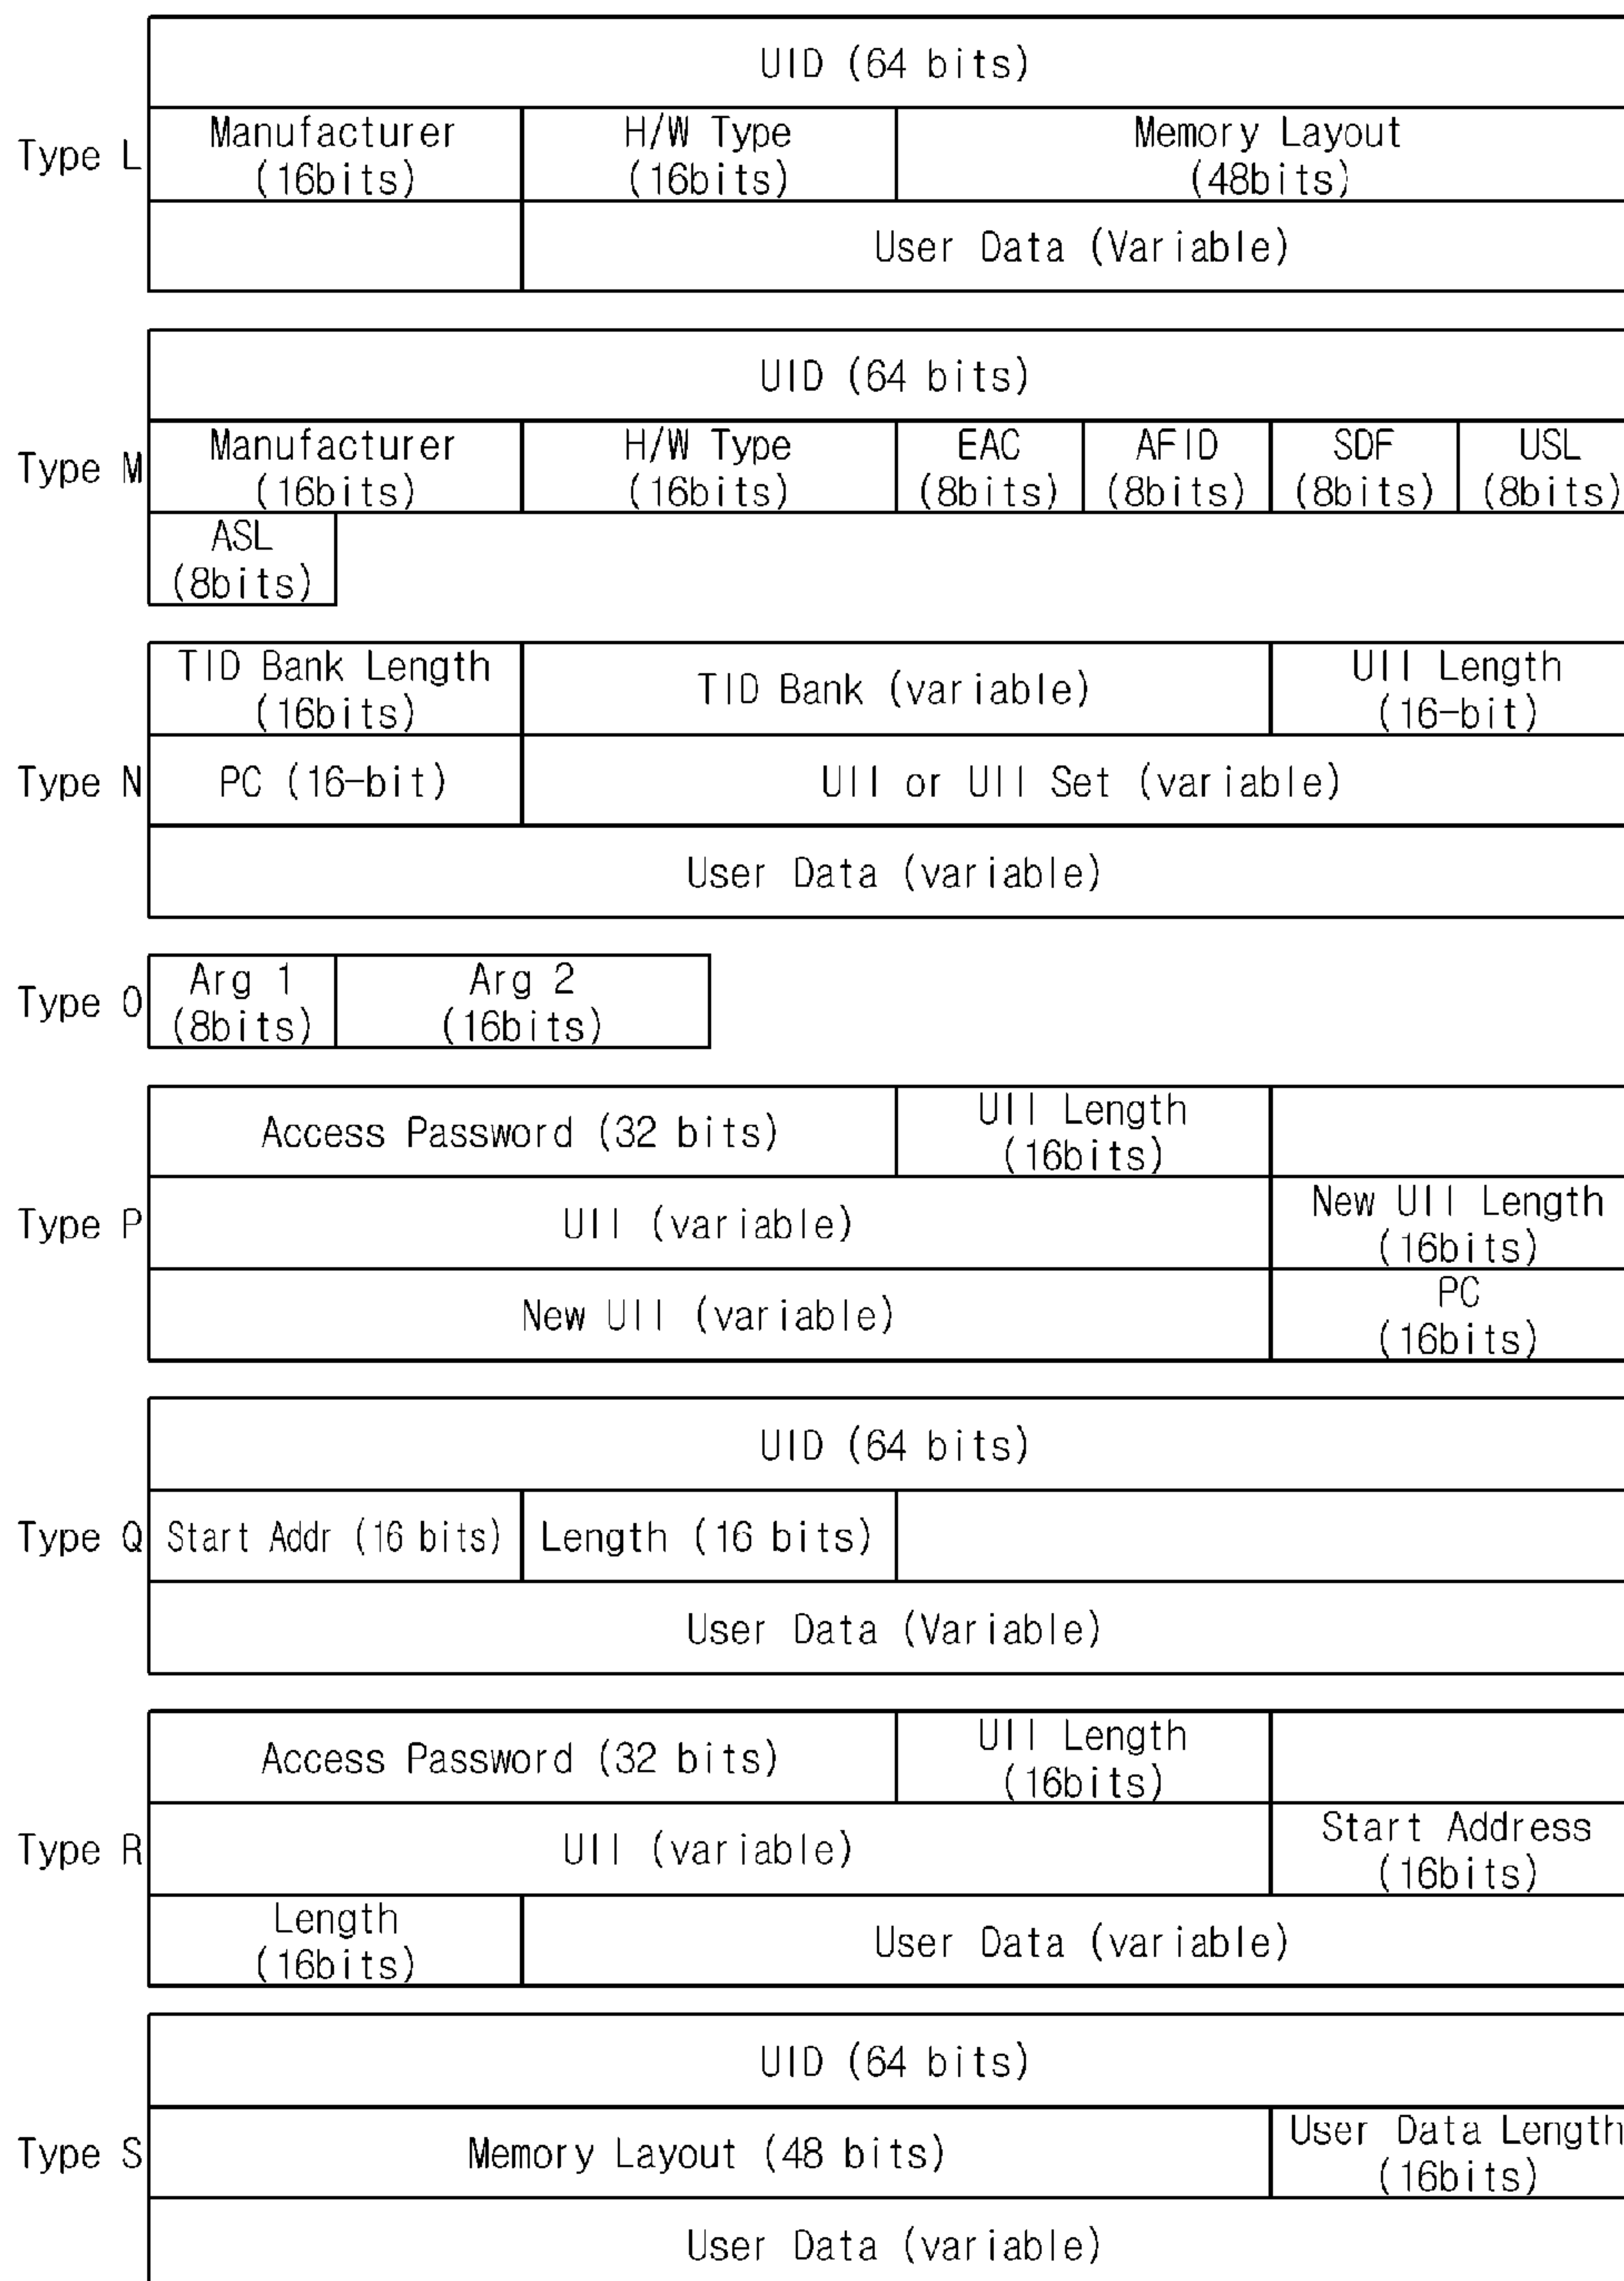 UID (64 bits)
Type L
Manufacturer
(16bits)
H/W Type
(16bits)
Memory Layout
(48bits)
User Data (Variable)
UID (64 bits)
Type M
Manufacturer
(16bits)
H/W Type
(16bits)
EAC
(8bits)
AFID
(8bits)
SDF
(8bits)
USL
(8bits)
ASL
(8bits)
TID Bank Length
(16bits)
TID Bank (variable)
UII Length
(16-bit)
Type N
PC (16-bit)
UII or UII Set (variable)
User Data (variable)
Type O
Arg 1
(8bits)
Arg 2
(16bits)
Access Password (32 bits)
UII Length
(16bits)
Type P
UII (variable)
New UII Length
(16bits)
New UII (variable)
PC
(16bits)
UID (64 bits)
Type Q
Start Addr (16 bits)
Length (16 bits)
User Data (Variable)
Access Password (32 bits)
UII Length
(16bits)
Type R
UII (variable)
Start Address
(16bits)
Length
(16bits)
User Data (variable)
UID (64 bits)
Type S
Memory Layout (48 bits)
User Data Length
(16bits)
User Data (variable)